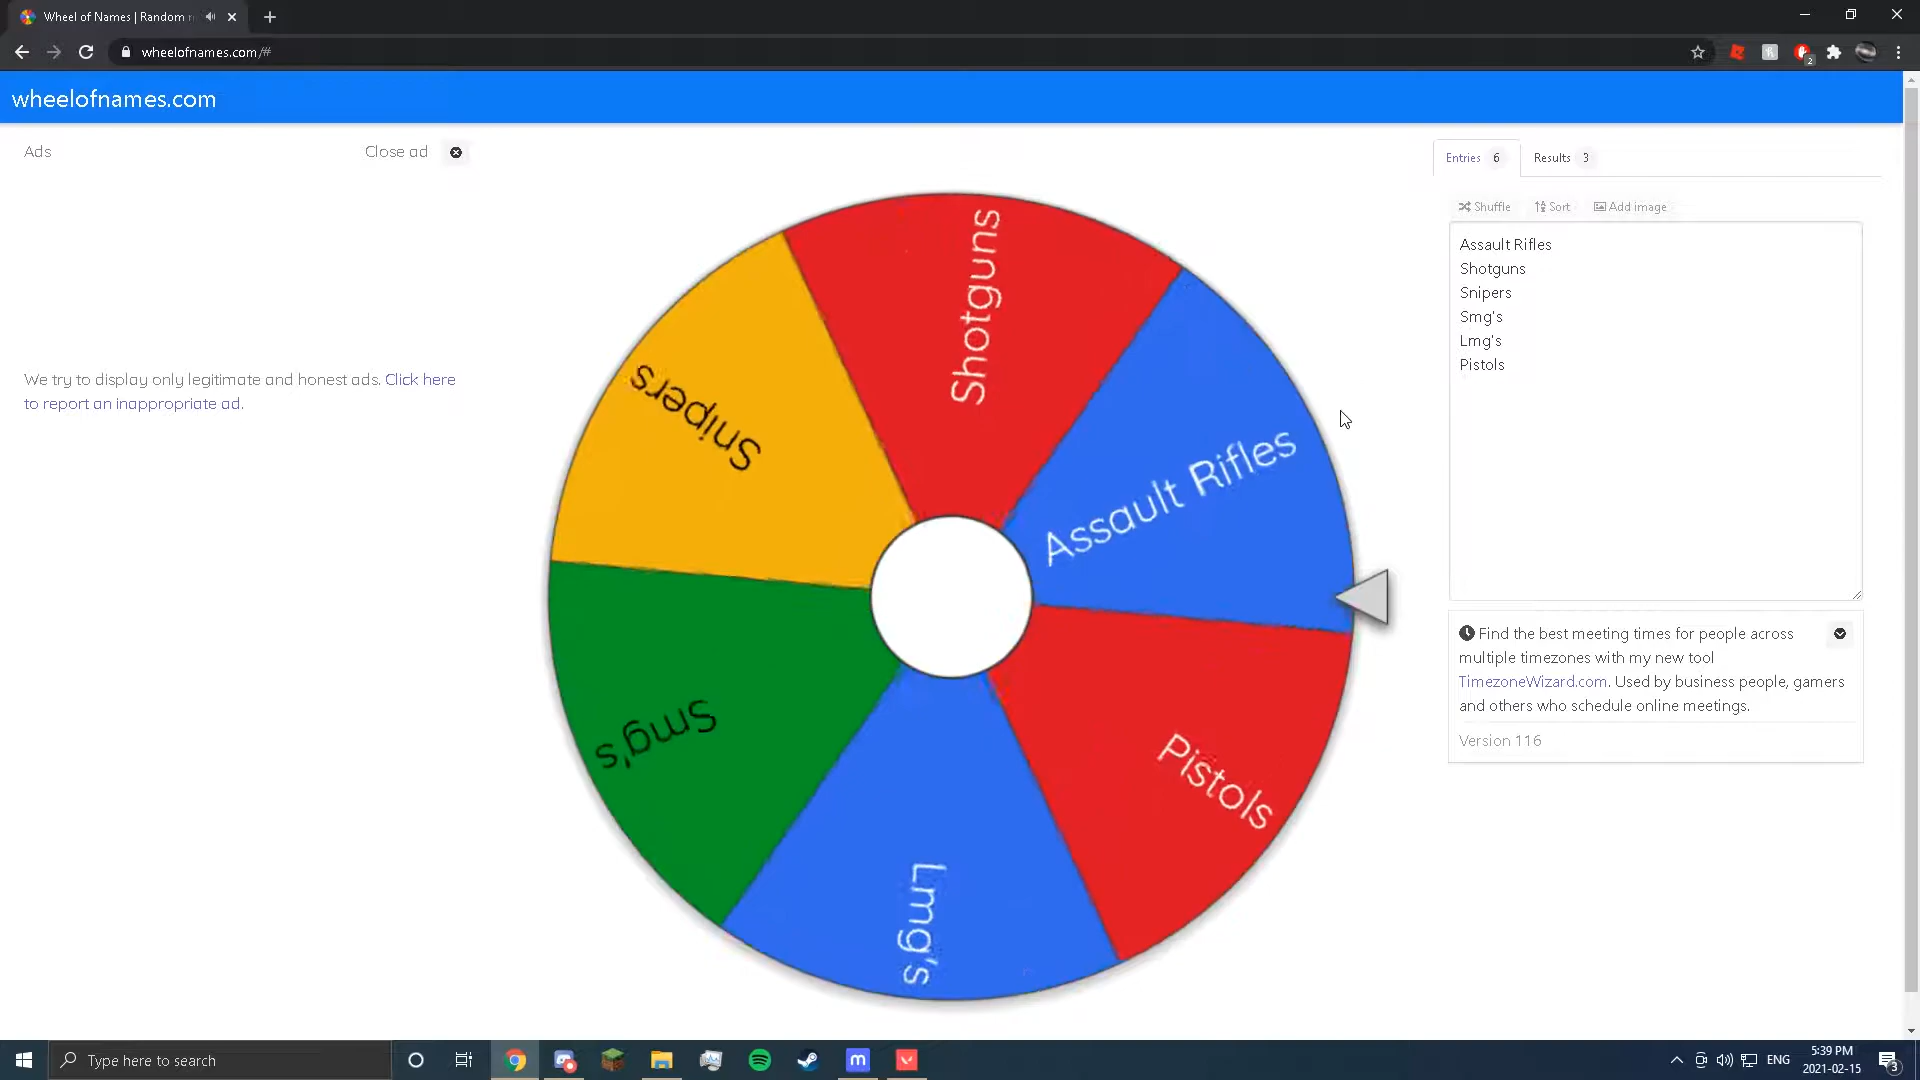 Wheel of Names | Random n
wheelofnames.com/#
2
wheelofnames.com
Ads
Close ad
We try to display only legitimate and honest ads. Click here
to report an inappropriate ad.
Shotguns
Assault Rifles
Pistols
Lmg's
Smg's
Snipers
Entries 6
Results 3
Shuffle
Sort
Add image
Assault Rifles
Shotguns
Snipers
Smg's
Lmg's
Pistols
Find the best meeting times for people across
multiple timezones with my new tool
TimezoneWizard.com. Used by business people, gamers
and others who schedule online meetings.
Version 116
Type here to search
ENG
5:39 PM
2021-02-15
3